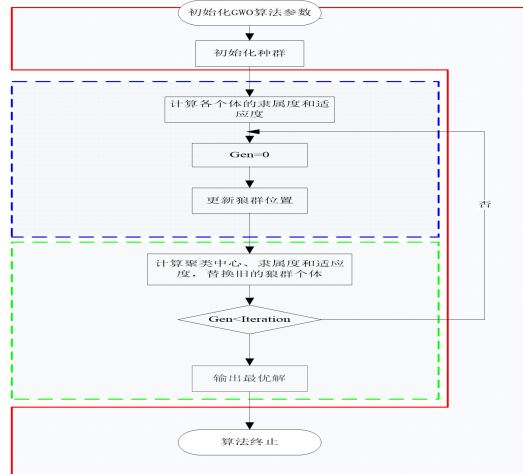 初始化GWO算法参数
初始化种群
计算各个体的隶属度和适
应度
Gen=0
更新狼群位置
否
计算聚类中心、隶属度和适应
度，替换旧的狼群个体
Gen<Iteration
输出最优解
算法终止